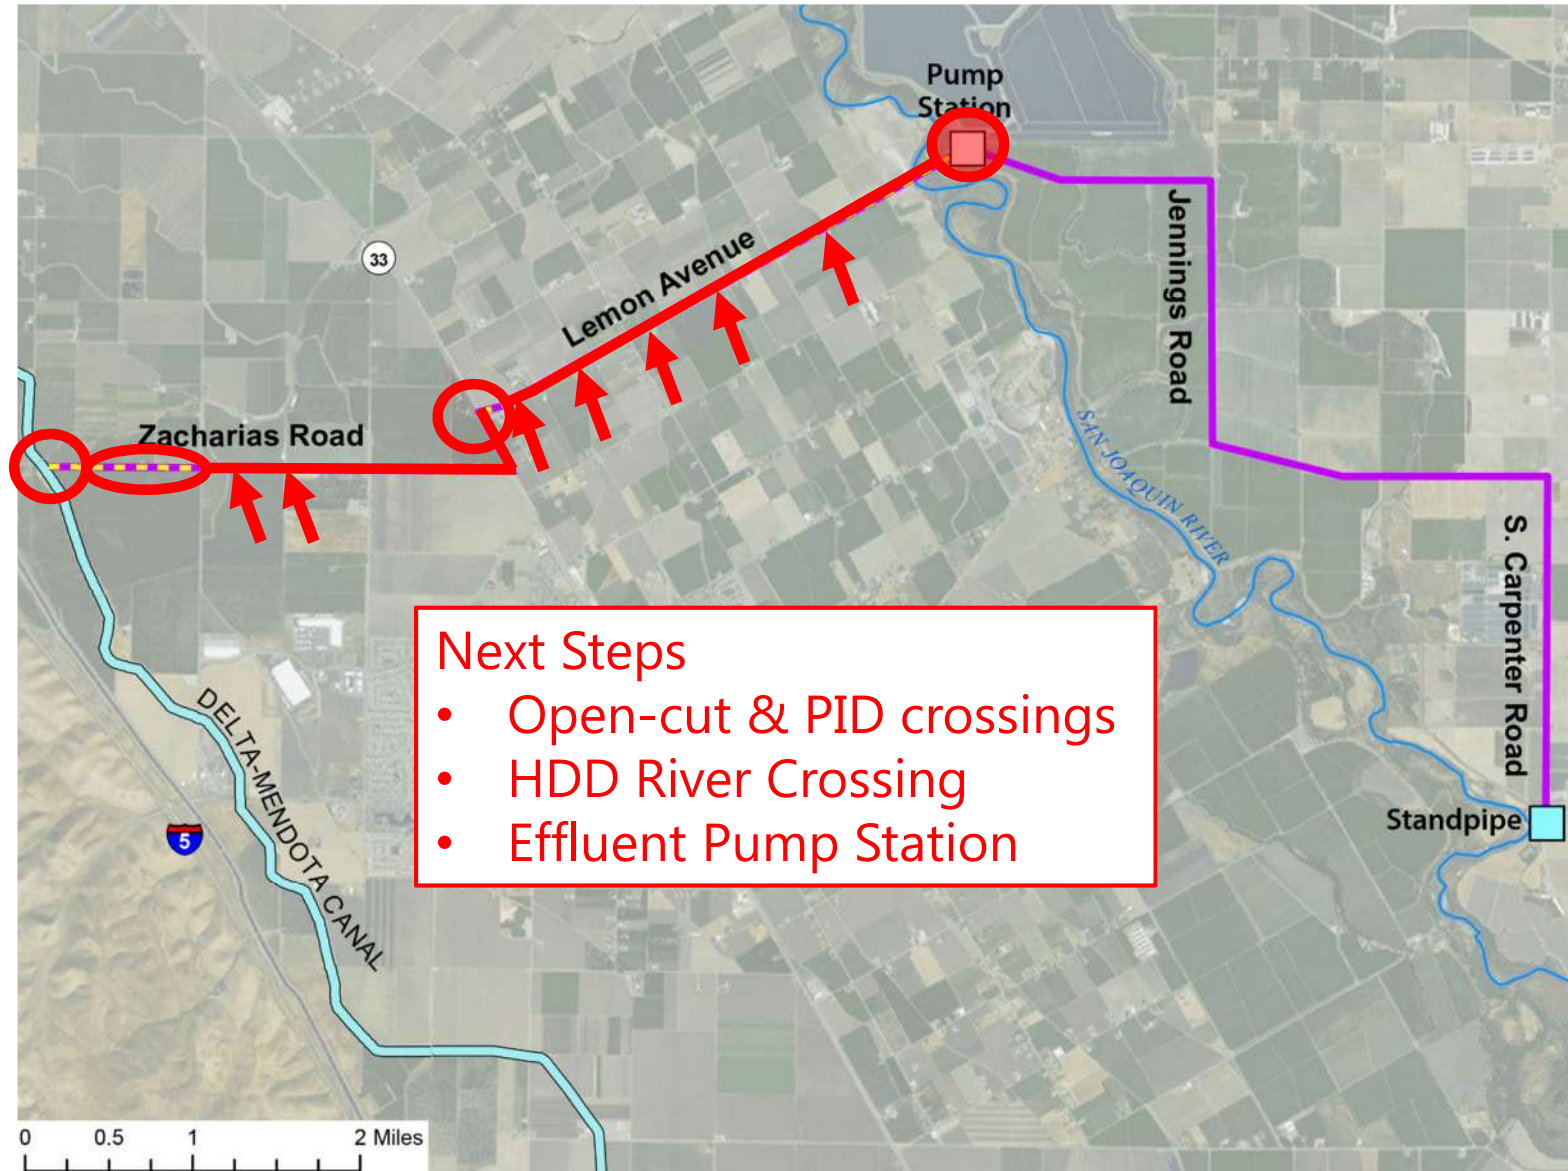 Pump
Station
33
Lemon Avenue
Jennings Road
Zacharias Road
SAN JOAQUIN RIVER
S. Carpenter Road
Next Steps
• Open-cut & PID crossings
• HDD River Crossing
• Effluent Pump Station
DELTA-MENDOTA CANAL
5
Standpipe
0 0.5 1 2 Miles